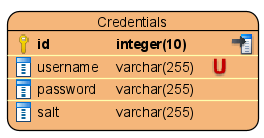 Credentials
id integer(10)
username varchar(255) U
password varchar(255)
salt varchar(255)